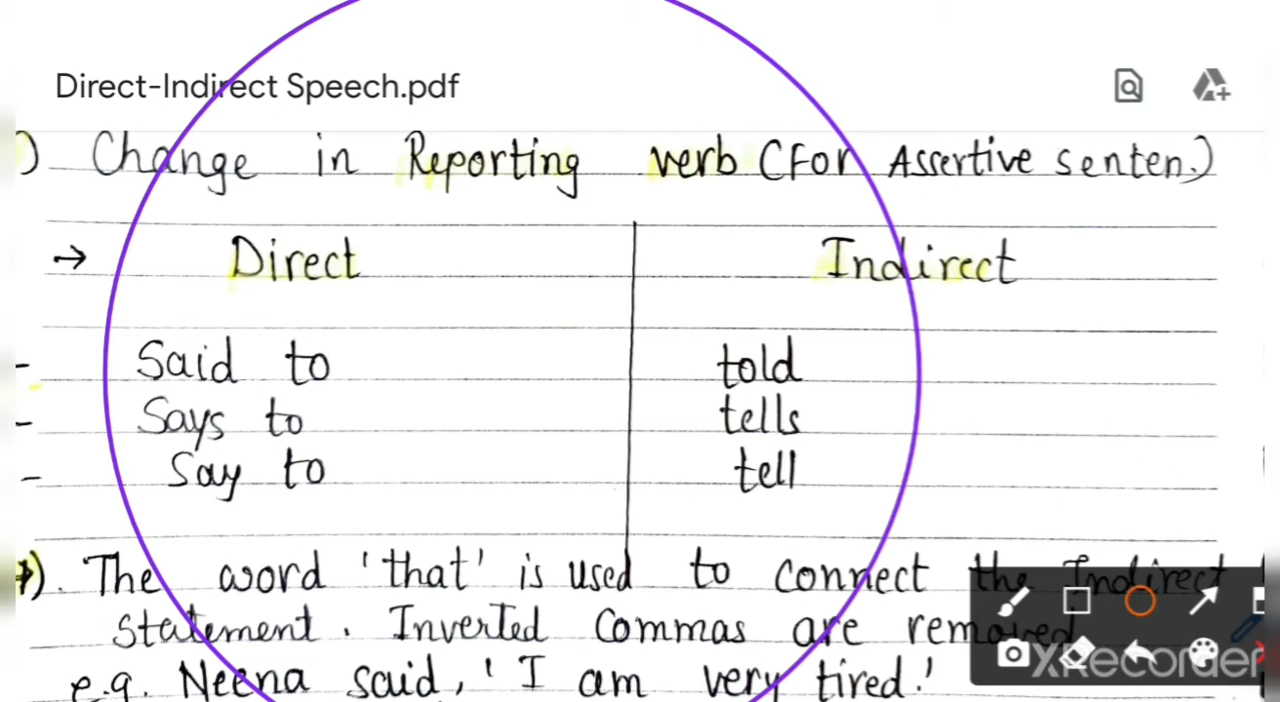 Direct-Indirect Speech.pdf
) Change in Reporting verb (For Assertive senten.)
→ Direct Indirect
- Said to told
- Says to tells
- Say to tell
). The word 'that' is used to connect the Indirect
Statement. Inverted Commas are removed
e.g. Neena said, 'I am very tired.'
XRecorder